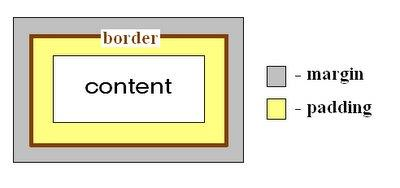 border
content
- margin
- padding